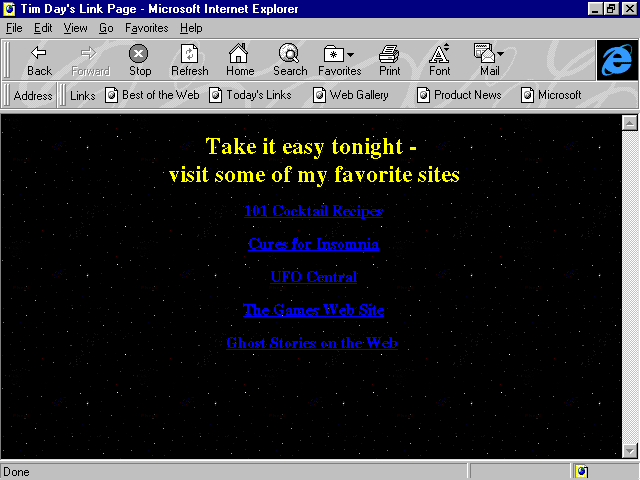 Tim Day's Link Page - Microsoft Internet Explorer
File Edit View Go Favorites Help
Back Forward Stop Refresh Home Search Favorites Print Font Mail
Address Links Best of the Web Today's Links Web Gallery Product News Microsoft
Take it easy tonight -
visit some of my favorite sites
101 Cocktail Recipes
Cures for Insomnia
UFO Central
The Games Web Site
Ghost Stories on the Web
Done